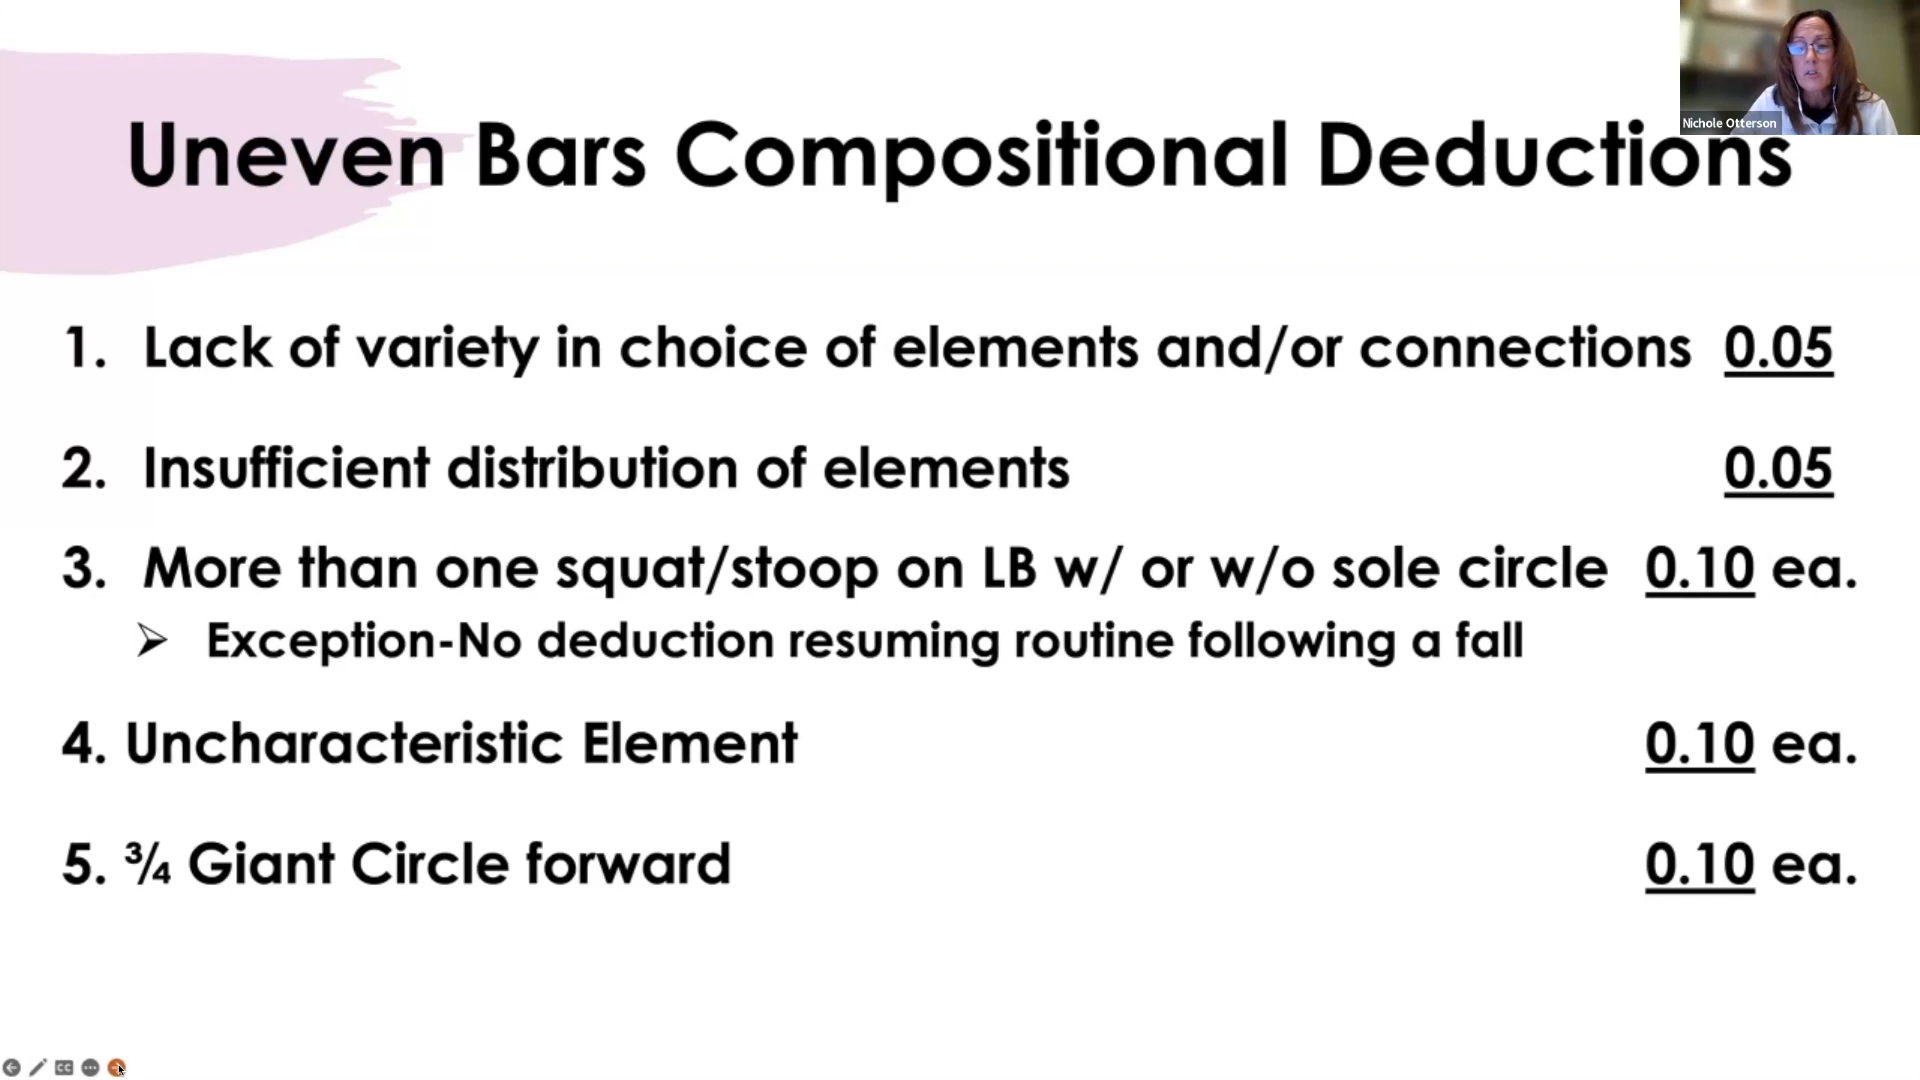 Nichole Otterson
Uneven Bars Compositional Deductions
1. Lack of variety in choice of elements and/or connections 0.05
2. Insufficient distribution of elements 0.05
3. More than one squat/stoop on LB w/ or w/o sole circle 0.10 ea.
➢ Exception-No deduction resuming routine following a fall
4. Uncharacteristic Element 0.10 ea.
5. ¾ Giant Circle forward 0.10 ea.
CC